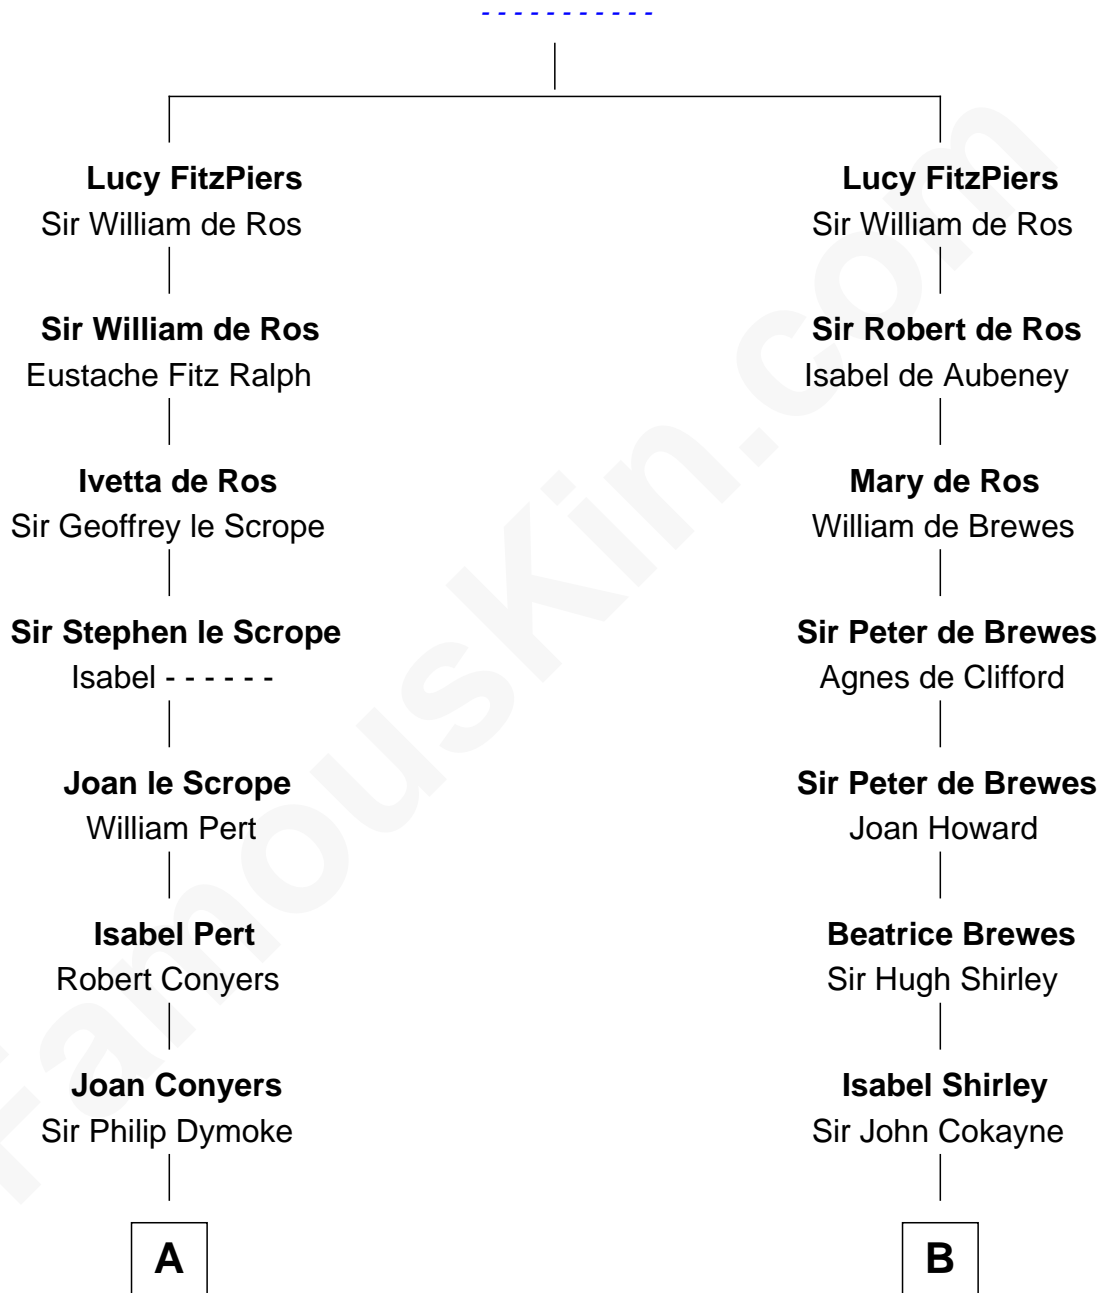 - - - - - - - - - - -
Lucy FitzPiers
Sir William de Ros
Sir William de Ros
Eustache Fitz Ralph
Ivetta de Ros
Sir Geoffrey le Scrope
Sir Stephen le Scrope
Isabel - - - - - -
Joan le Scrope
William Pert
Isabel Pert
Robert Conyers
Joan Conyers
Sir Philip Dymoke
A
Lucy FitzPiers
Sir William de Ros
Sir Robert de Ros
Isabel de Aubeney
Mary de Ros
William de Brewes
Sir Peter de Brewes
Agnes de Clifford
Sir Peter de Brewes
Joan Howard
Beatrice Brewes
Sir Hugh Shirley
Isabel Shirley
Sir John Cokayne
B
FamousKin.com